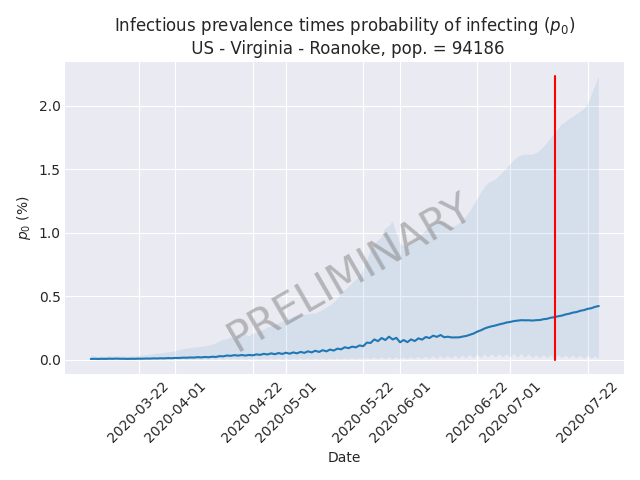 Infectious prevalence times probability of infecting (p₀)
US - Virginia - Roanoke, pop. = 94186
p₀ (%)
2.0
1.5
1.0
0.5
0.0
PRELIMINARY
2020-03-22
2020-04-01
2020-04-22
2020-05-01
2020-05-22
2020-06-01
2020-06-22
2020-07-01
2020-07-22
Date